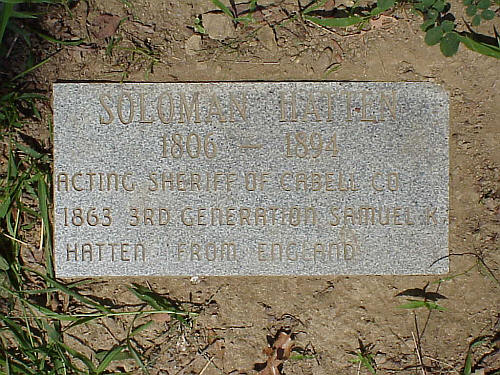 SOLOMAN HATTEN
1806 — 1894
ACTING SHERIFF OF CABELL CO.
1863 3RD GENERATION SAMUEL K.
HATTEN FROM ENGLAND